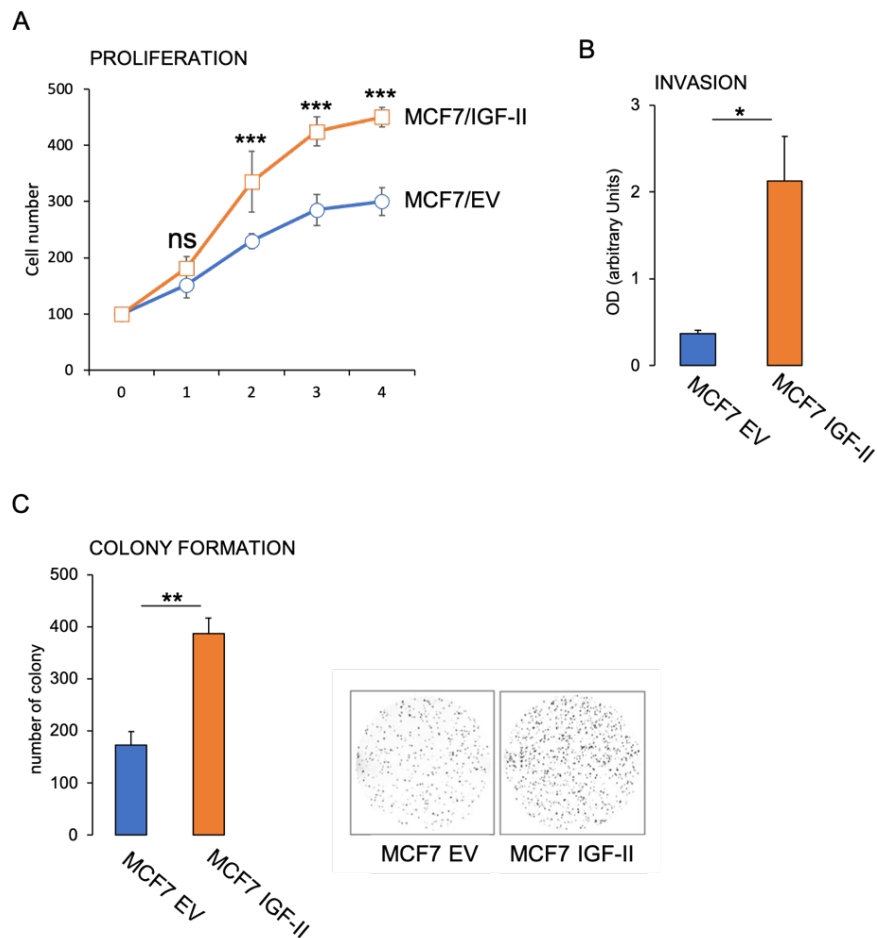 A
PROLIFERATION
Cell number
500
400
300
200
100
0
ns
***
***
***
MCF7/IGF-II
MCF7/EV
0 1 2 3 4
B
INVASION
OD (arbitrary Units)
3
2
1
0
*
MCF7 EV
MCF7 IGF-II
C
COLONY FORMATION
number of colony
500
400
300
200
100
0
**
MCF7 EV
MCF7 IGF-II
MCF7 EV MCF7 IGF-II